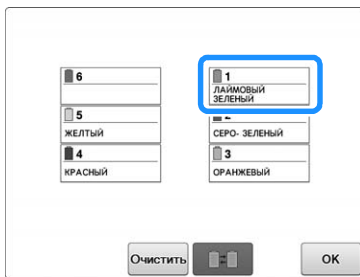 6
1
ЛАЙМОВЫЙ
ЗЕЛЕНЫЙ
5
ЖЕЛТЫЙ
СЕРО- ЗЕЛЕНЫЙ
4
КРАСНЫЙ
3
ОРАНЖЕВЫЙ
Очистить
OK